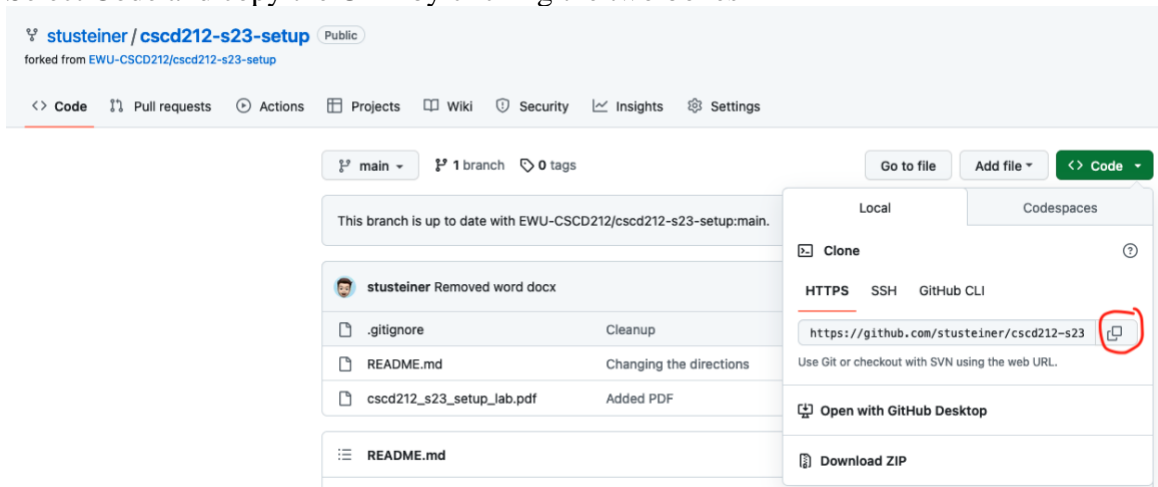 stusteiner / cscd212-s23-setup Public
forked from EWU-CSCD212/cscd212-s23-setup
Code Pull requests Actions Projects Wiki Security Insights Settings
main 1 branch 0 tags Go to file Add file Code
Local Codespaces
This branch is up to date with EWU-CSCD212/cscd212-s23-setup:main.
Clone
stusteiner Removed word docx
HTTPS SSH GitHub CLI
.gitignore Cleanup
https://github.com/stusteiner/cscd212-s23
README.md Changing the directions
Use Git or checkout with SVN using the web URL.
cscd212_s23_setup_lab.pdf Added PDF
Open with GitHub Desktop
README.md
Download ZIP